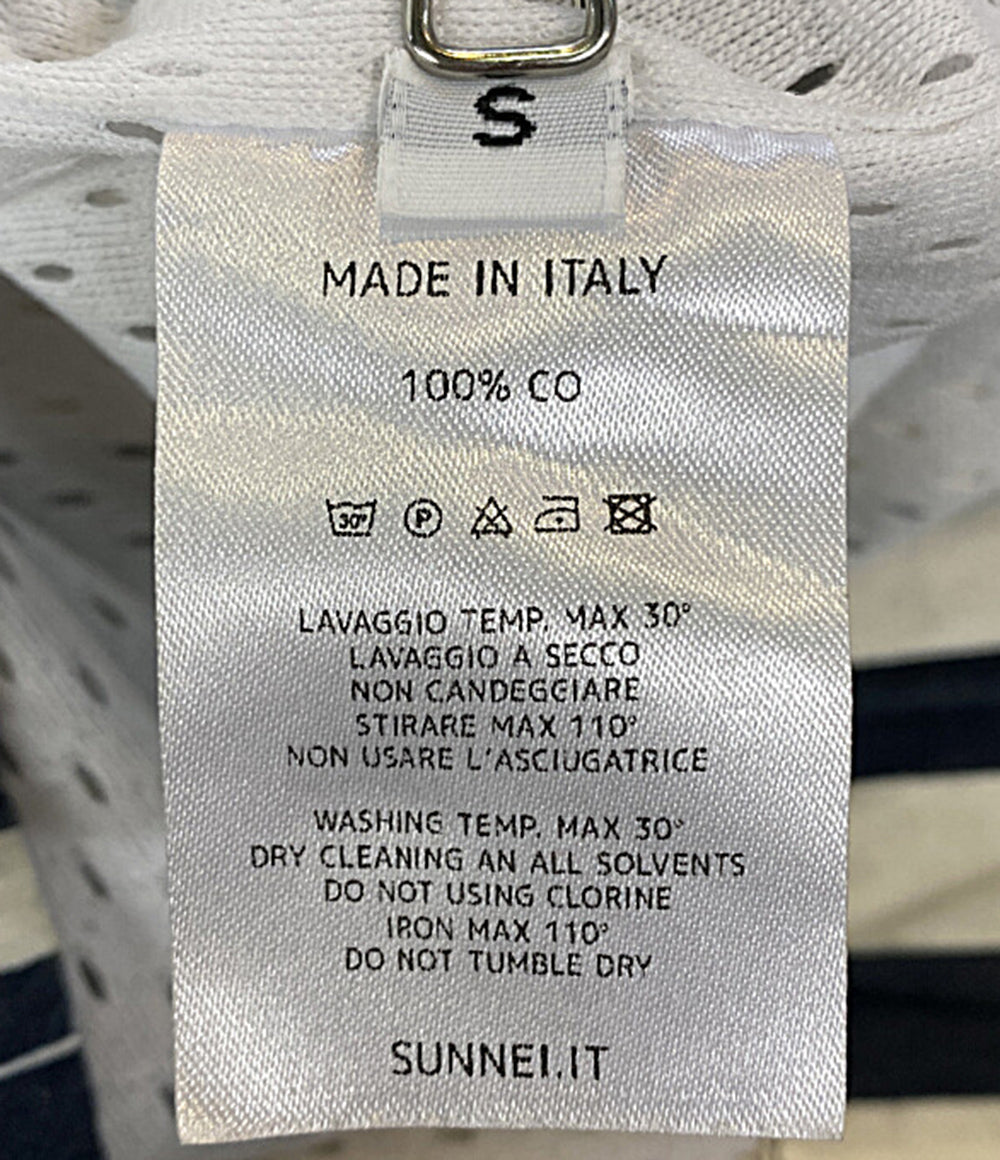 S
MADE IN ITALY
100% CO
30° P
LAVAGGIO TEMP. MAX 30°
LAVAGGIO A SECCO
NON CANDEGGIARE
STIRARE MAX 110°
NON USARE L'ASCIUGATRICE
WASHING TEMP. MAX 30°
DRY CLEANING AN ALL SOLVENTS
DO NOT USING CLORINE
IRON MAX 110°
DO NOT TUMBLE DRY
SUNNEI.IT